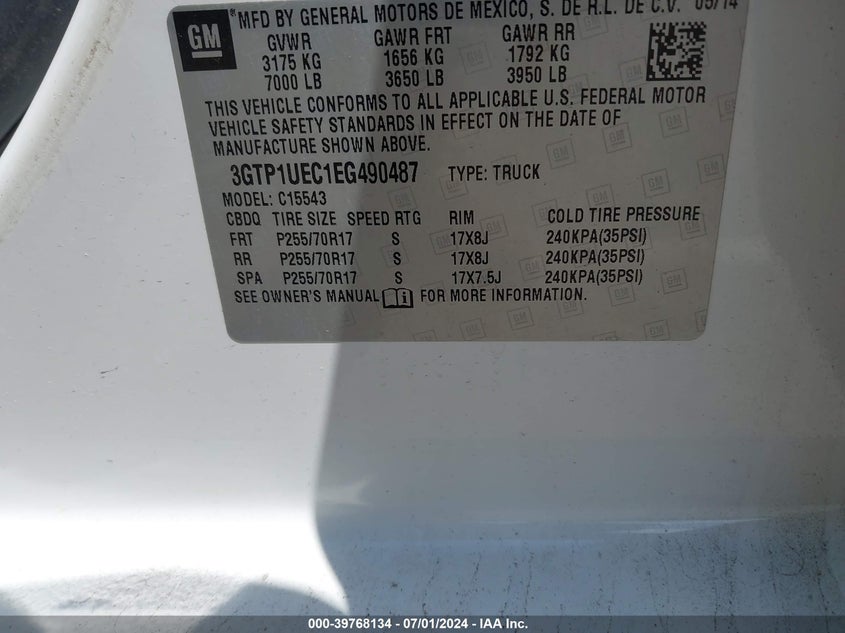 GM ®MFD BY GENERAL MOTORS DE MEXICO, S. DE R.L. DE C.V. 05/14
GVWR GAWR FRT GAWR RR
3175 KG 1656 KG 1792 KG
7000 LB 3650 LB 3950 LB
THIS VEHICLE CONFORMS TO ALL APPLICABLE U.S. FEDERAL MOTOR
VEHICLE SAFETY STANDARDS IN EFFECT ON THE DATE OF
MANUFACTURE SHOWN ABOVE.
3GTP1UEC1EG490487 TYPE: TRUCK
MODEL: C15543
CBDQ TIRE SIZE SPEED RTG RIM COLD TIRE PRESSURE
FRT P255/70R17 S 17X8J 240KPA(35PSI)
RR P255/70R17 S 17X8J 240KPA(35PSI)
SPA P255/70R17 S 17X7.5J 240KPA(35PSI)
SEE OWNER'S MANUAL FOR MORE INFORMATION.
000-39768134 / 07/01/2024 - IAA Inc.